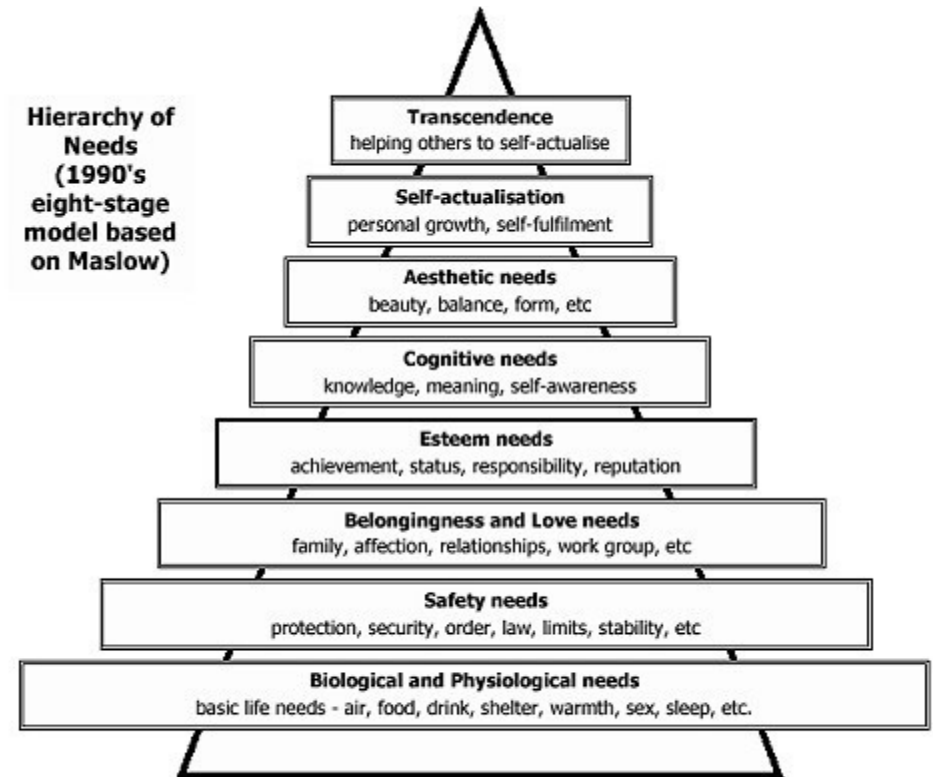 Hierarchy of
Needs
(1990's
eight-stage
model based
on Maslow)
Transcendence
helping others to self-actualise
Self-actualisation
personal growth, self-fulfilment
Aesthetic needs
beauty, balance, form, etc
Cognitive needs
knowledge, meaning, self-awareness
Esteem needs
achievement, status, responsibility, reputation
Belongingness and Love needs
family, affection, relationships, work group, etc
Safety needs
protection, security, order, law, limits, stability, etc
Biological and Physiological needs
basic life needs - air, food, drink, shelter, warmth, sex, sleep, etc.